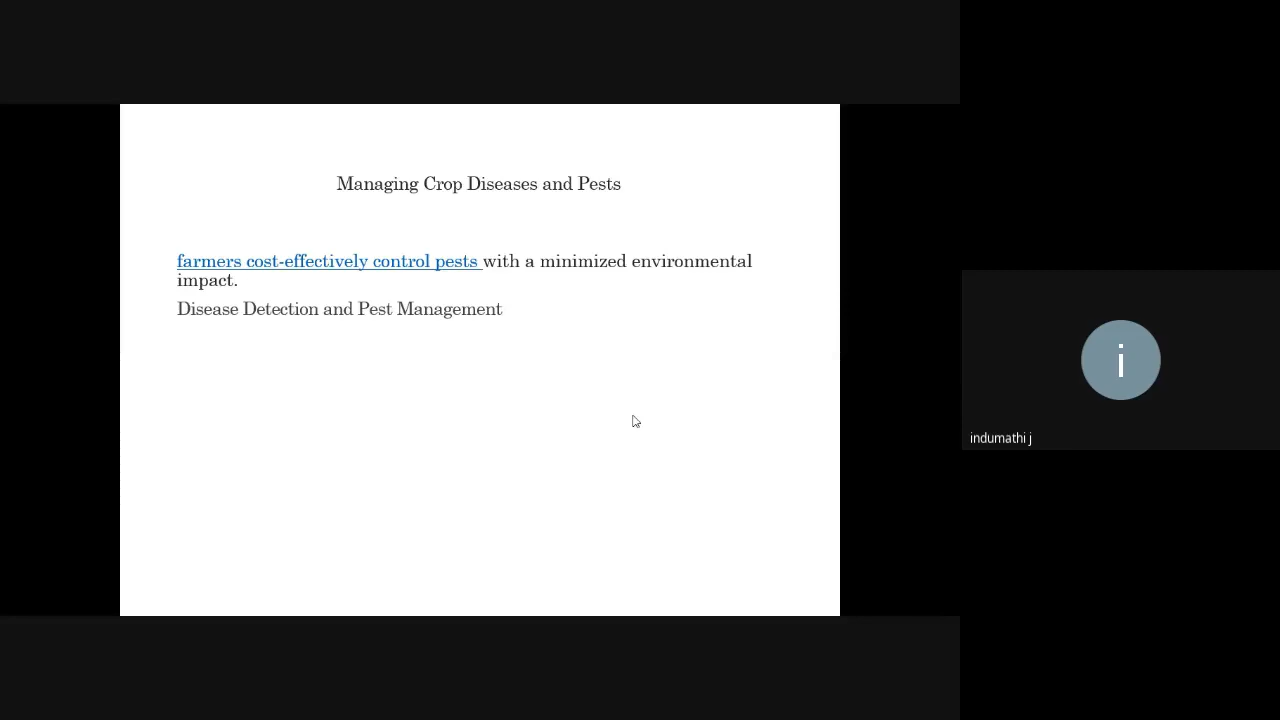 Managing Crop Diseases and Pests
farmers cost-effectively control pests with a minimized environmental
impact.
Disease Detection and Pest Management
i
indumathi j